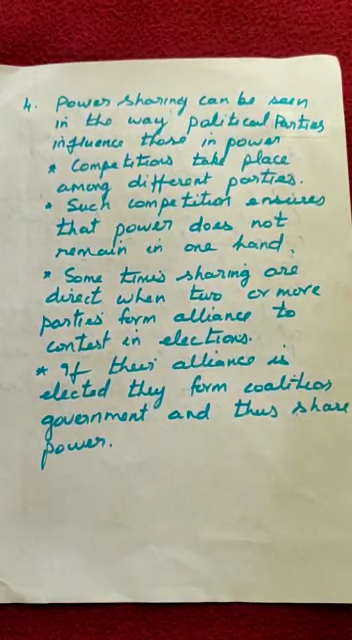 4. Power sharing can be seen
in the way political Parties
influence those in power
* Competitions take place
among different parties.
* Such competition ensures
that power does not
remain in one hand,
* Some times sharing are
direct when two or more
parties form alliance to
contest in elections.
* If their alliance is
elected they form coalition
government and thus share
power.